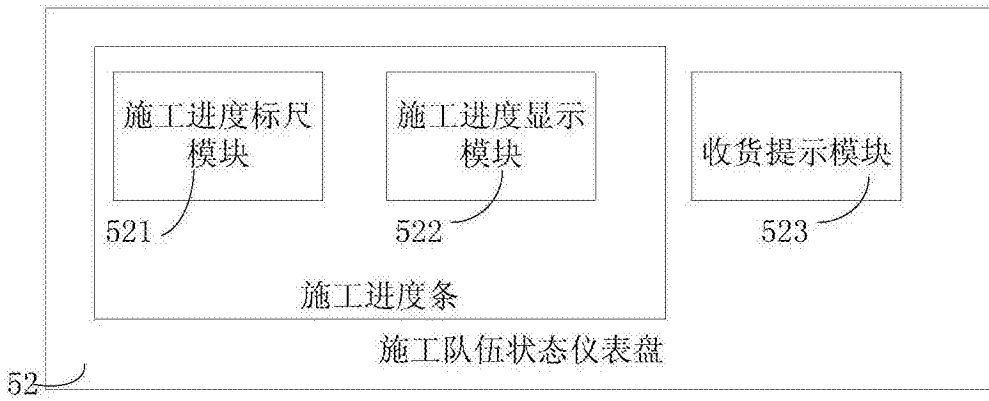 施工进度标尺
模块
施工进度显示
模块
收货提示模块
521
522
523
施工进度条
施工队伍状态仪表盘
52